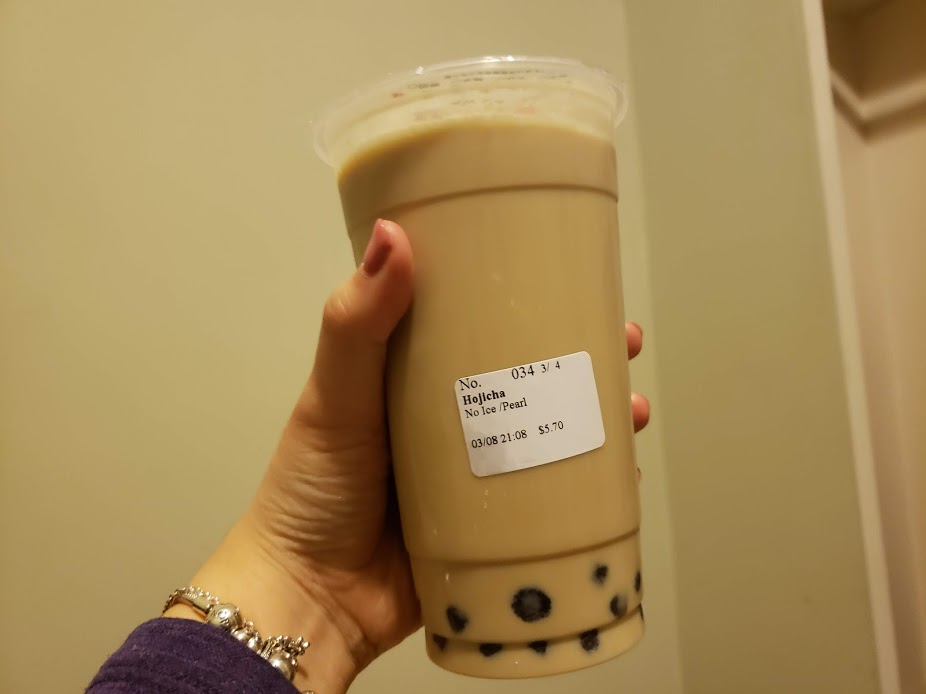 No. 034 3/ 4
Hojicha
No Ice /Pearl
03/08 21:08 $5.70